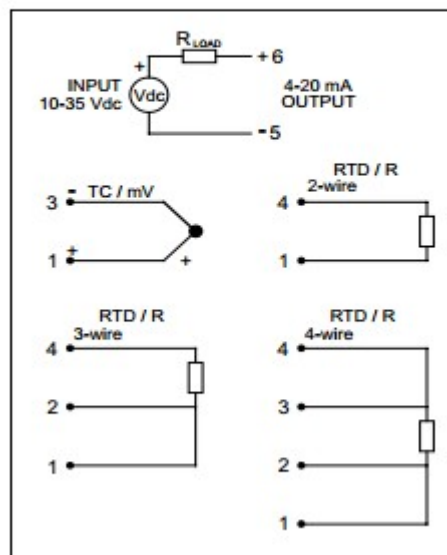 R LOAD
+ +6
INPUT
10-35 Vdc
Vdc
4-20 mA
OUTPUT
-5
- TC / mV
3
+
1 +
RTD / R
2-wire
4
1
RTD / R
3-wire
4
2
1
RTD / R
4-wire
4
3
2
1